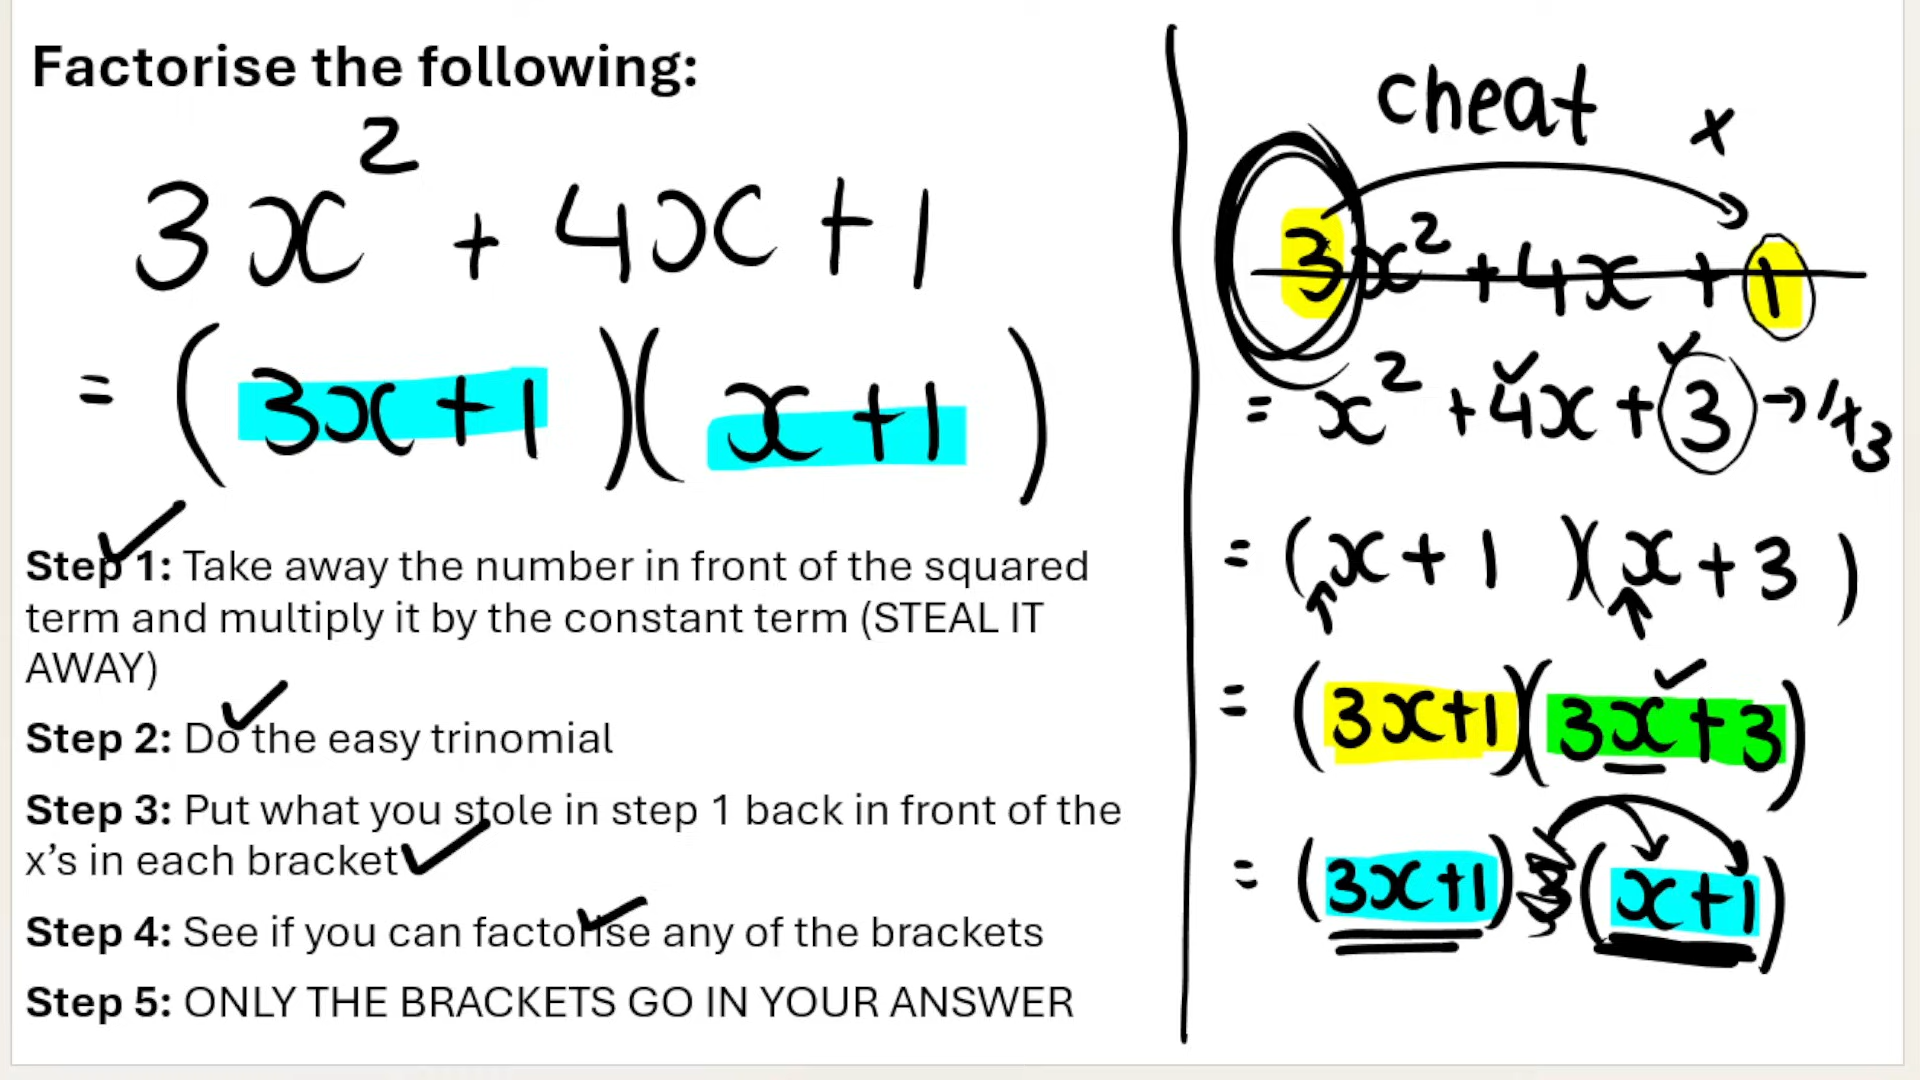 Factorise the following:
3x² + 4x + 1
= (3x+1)(x+1)
Step 1: Take away the number in front of the squared
term and multiply it by the constant term (STEAL IT
AWAY)
Step 2: Do the easy trinomial
Step 3: Put what you stole in step 1 back in front of the
x's in each bracket
Step 4: See if you can factorise any of the brackets
Step 5: ONLY THE BRACKETS GO IN YOUR ANSWER
cheat x
3x² + 4x + 1
= x² + 4x + 3 → 1x3
= (x + 1)(x + 3)
= (3x+1)(3x+3)
= (3x+1) (x+1)